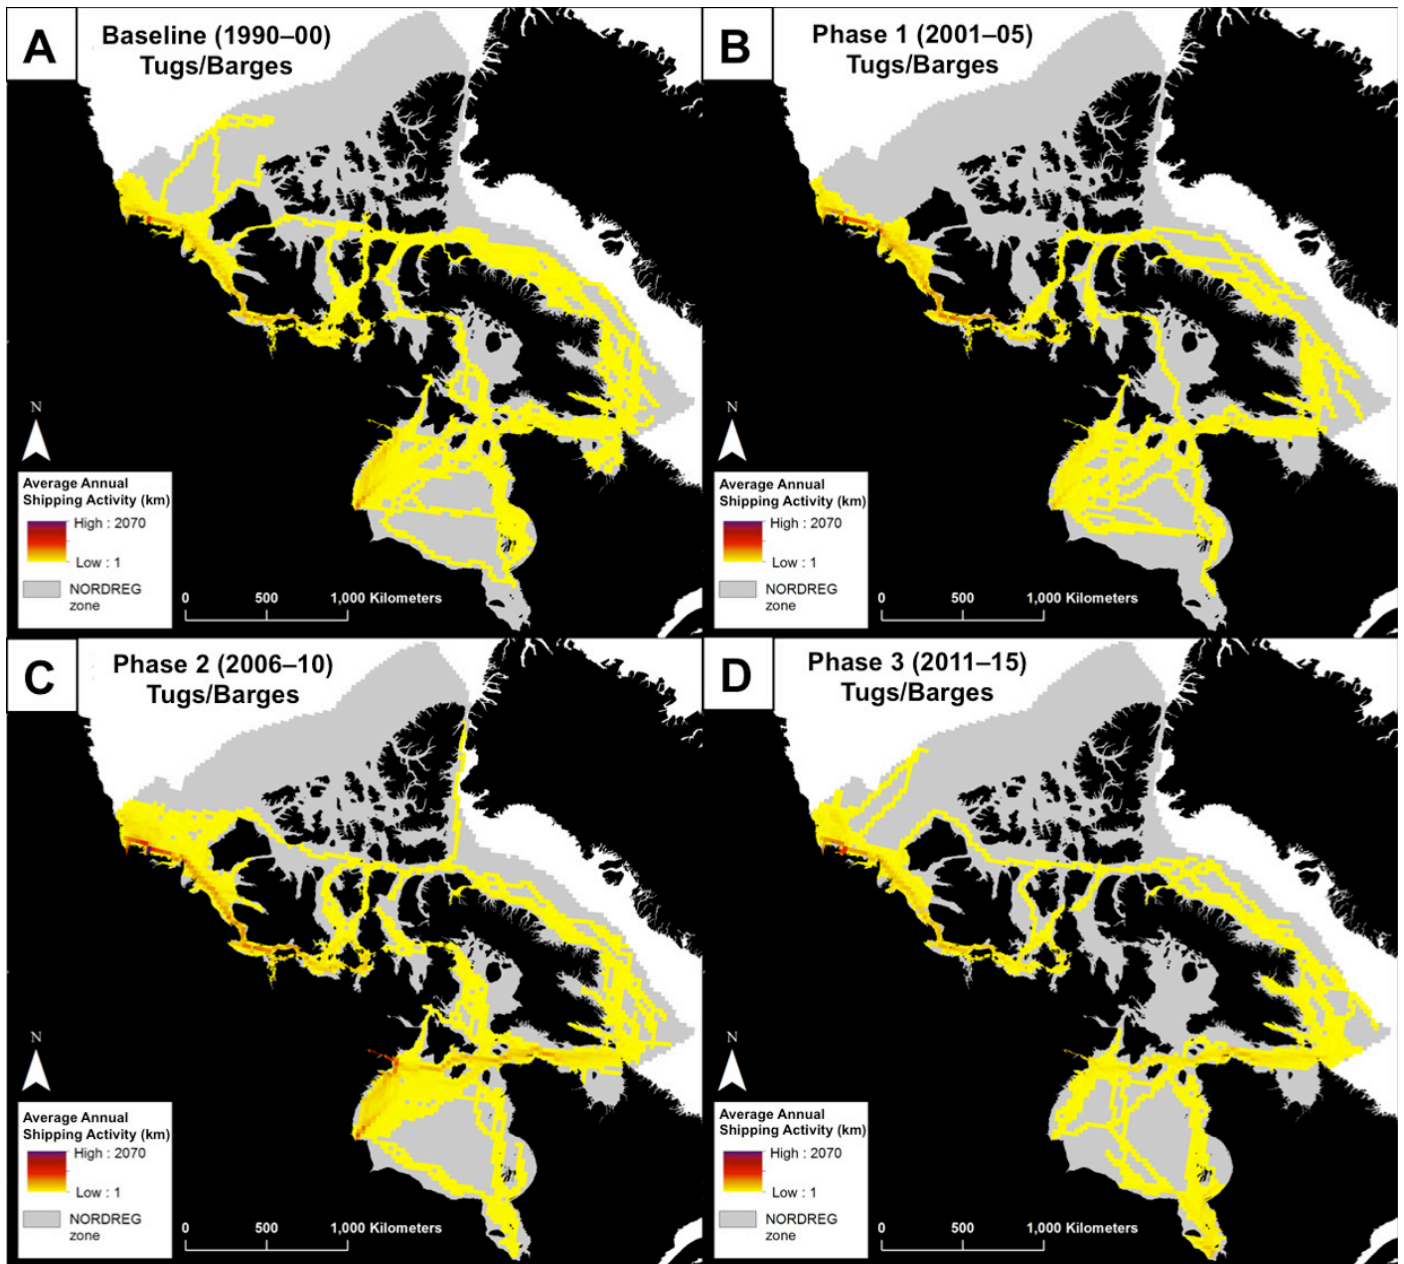 A
Baseline (1990–00)
Tugs/Barges
N
Average Annual
Shipping Activity (km)
High : 2070
Low : 1
NORDREG
zone
0 500 1,000 Kilometers
B
Phase 1 (2001–05)
Tugs/Barges
N
Average Annual
Shipping Activity (km)
High : 2070
Low : 1
NORDREG
zone
0 500 1,000 Kilometers
C
Phase 2 (2006–10)
Tugs/Barges
N
Average Annual
Shipping Activity (km)
High : 2070
Low : 1
NORDREG
zone
0 500 1,000 Kilometers
D
Phase 3 (2011–15)
Tugs/Barges
N
Average Annual
Shipping Activity (km)
High : 2070
Low : 1
NORDREG
zone
0 500 1,000 Kilometers